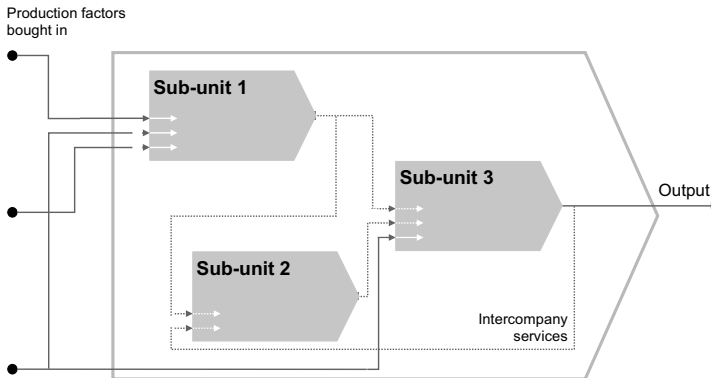 Production factors
bought in
Sub-unit 1
Sub-unit 3
Output
Sub-unit 2
Intercompany
services